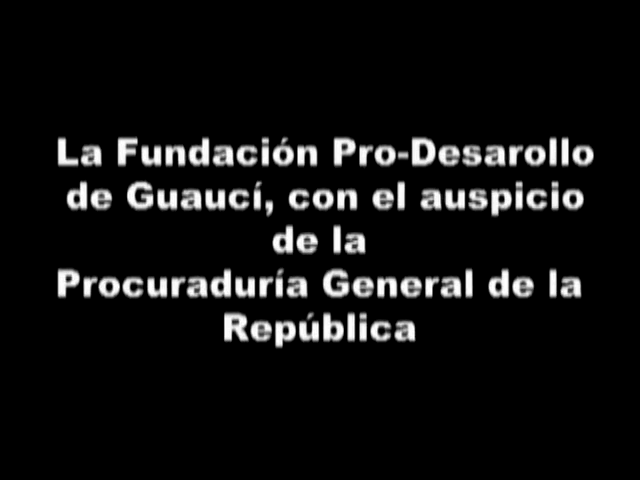 La Fundación Pro-Desarollo
de Guaucí, con el auspicio
de la
Procuraduría General de la
República